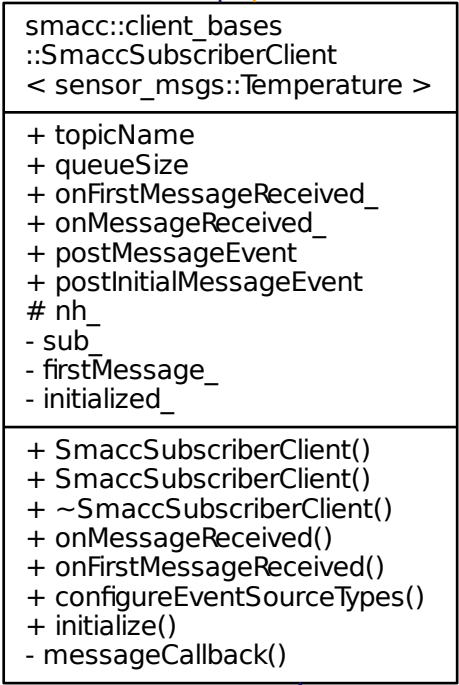 smacc::client_bases
::SmaccSubscriberClient
< sensor_msgs::Temperature >
+ topicName
+ queueSize
+ onFirstMessageReceived_
+ onMessageReceived_
+ postMessageEvent
+ postInitialMessageEvent
# nh_
- sub_
- firstMessage_
- initialized_
+ SmaccSubscriberClient()
+ SmaccSubscriberClient()
+ ~SmaccSubscriberClient()
+ onMessageReceived()
+ onFirstMessageReceived()
+ configureEventSourceTypes()
+ initialize()
- messageCallback()